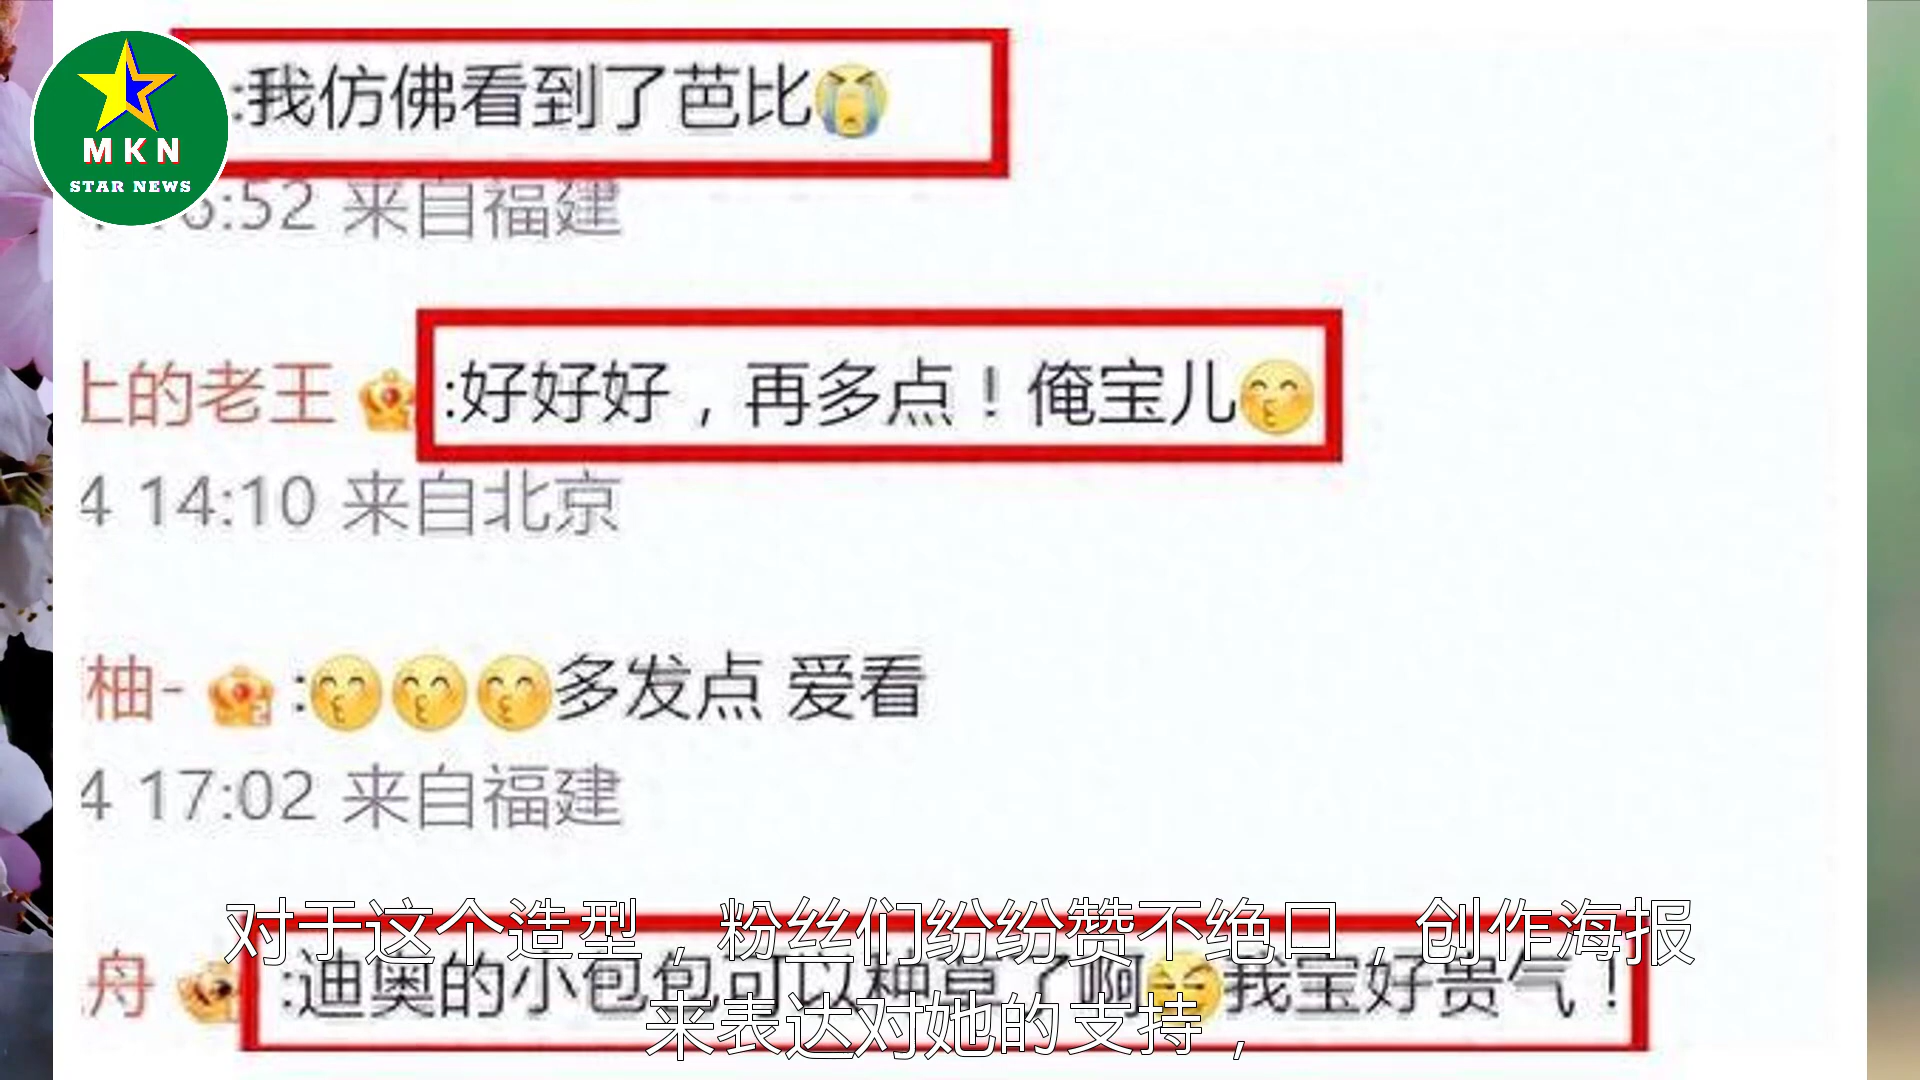 MKN
STAR NEWS
:我仿佛看到了芭比
6:52 来自福建
上的老王 :好好好，再多点！俺宝儿
4 14:10 来自北京
柚- :多发点 爱看
4 17:02 来自福建
舟 :迪奥的小包包可以种草了啊 我宝好贵气！
对于这个造型，粉丝们纷纷赞不绝口，创作海报
来表达对她的支持，